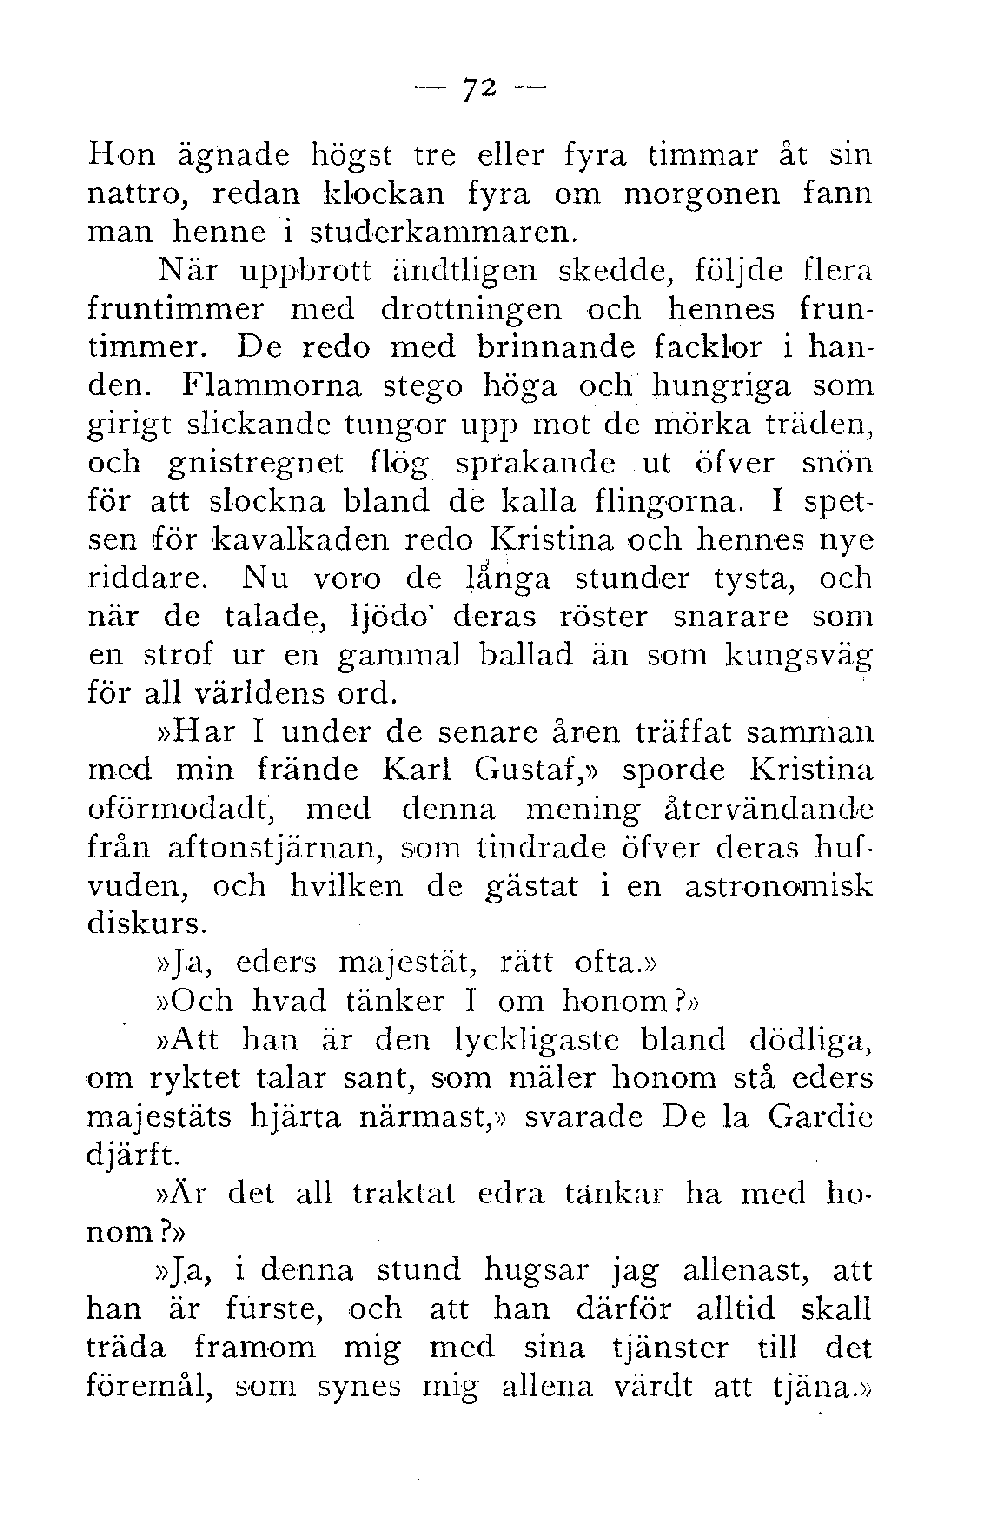 — 72 —
Hon ägnade högst tre eller fyra timmar åt sin
nattro, redan klockan fyra om morgonen fann
man henne i studerkammaren.
När uppbrott ändtligen skedde, följde flera
fruntimmer med drottningen och hennes frun-
timmer. De redo med brinnande facklor i han-
den. Flammorna stego höga och hungriga som
girigt slickande tungor upp mot de mörka träden,
och gnistregnet flög sprakande ut öfver snön
för att slockna bland de kalla flingorna. I spet-
sen för kavalkaden redo Kristina och hennes nye
riddare. Nu voro de långa stunder tysta, och
när de talade, ljödo deras röster snarare som
en strof ur en gammal ballad än som kungsväg
för all världens ord.
»Har I under de senare åren träffat samman
med min frände Karl Gustaf,» sporde Kristina
oförmodadt, med denna mening återvändande
från aftonstjärnan, som tindrade öfver deras huf-
vuden, och hvilken de gästat i en astronomisk
diskurs.
»Ja, eders majestät, rätt ofta.»
»Och hvad tänker I om honom?»
»Att han är den lyckligaste bland dödliga,
om ryktet talar sant, som mäler honom stå eders
majestäts hjärta närmast,» svarade De la Gardie
djärft.
»Är det all traktat edra tankar ha med ho-
nom?»
»Ja, i denna stund hugsar jag allenast, att
han är furste, och att han därför alltid skall
träda framom mig med sina tjänster till det
föremål, som synes mig allena värdt att tjäna.»